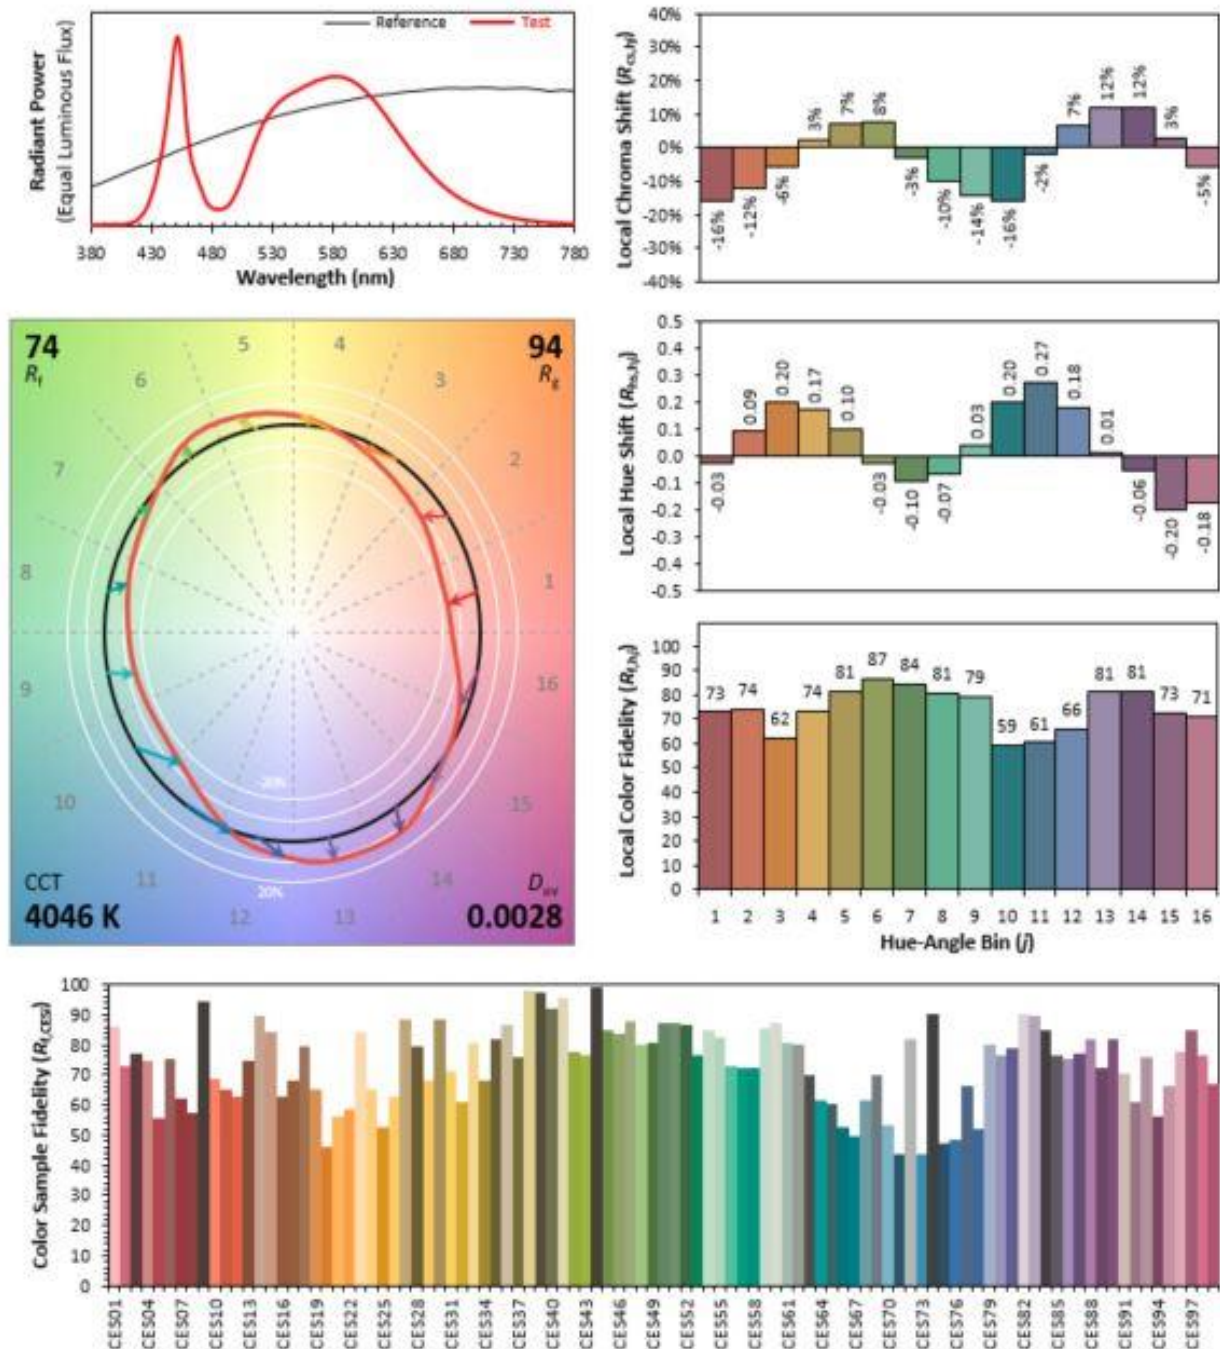 Reference
Test
Radiant Power
(Equal Luminous Flux)
380 430 480 530 580 630 680 730 780
Wavelength (nm)
Local Chroma Shift (Rcs,hj)
40%
30%
20%
10%
0%
-10%
-20%
-30%
-40%
-16% -12% -6% 3% 7% 8% -3% -10% -14% -16% -2% 7% 12% 12% 3% -5%
74
Rf
94
Rg
5 4
6 3
7 2
8 1
9 16
10 15
11 14
12 13
-20%
20%
CCT
4046 K
Duv
0.0028
Local Hue Shift (Rhs,hj)
0.5
0.4
0.3
0.2
0.1
0.0
-0.1
-0.2
-0.3
-0.4
-0.5
-0.03 0.09 0.20 0.17 0.10 -0.03 -0.10 -0.07 0.03 0.20 0.27 0.18 0.01 -0.06 -0.20 -0.18
Local Color Fidelity (Rf,hj)
100
90
80
70
60
50
40
30
20
10
0
73 74 62 74 81 87 84 81 79 59 61 66 81 81 73 71
1 2 3 4 5 6 7 8 9 10 11 12 13 14 15 16
Hue-Angle Bin (j)
Color Sample Fidelity (Rf,CESi)
100
90
80
70
60
50
40
30
20
10
0
CES01 CES04 CES07 CES10 CES13 CES16 CES19 CES22 CES25 CES28 CES31 CES34 CES37 CES40 CES43 CES46 CES49 CES52 CES55 CES58 CES61 CES64 CES67 CES70 CES73 CES76 CES79 CES82 CES85 CES88 CES91 CES94 CES97